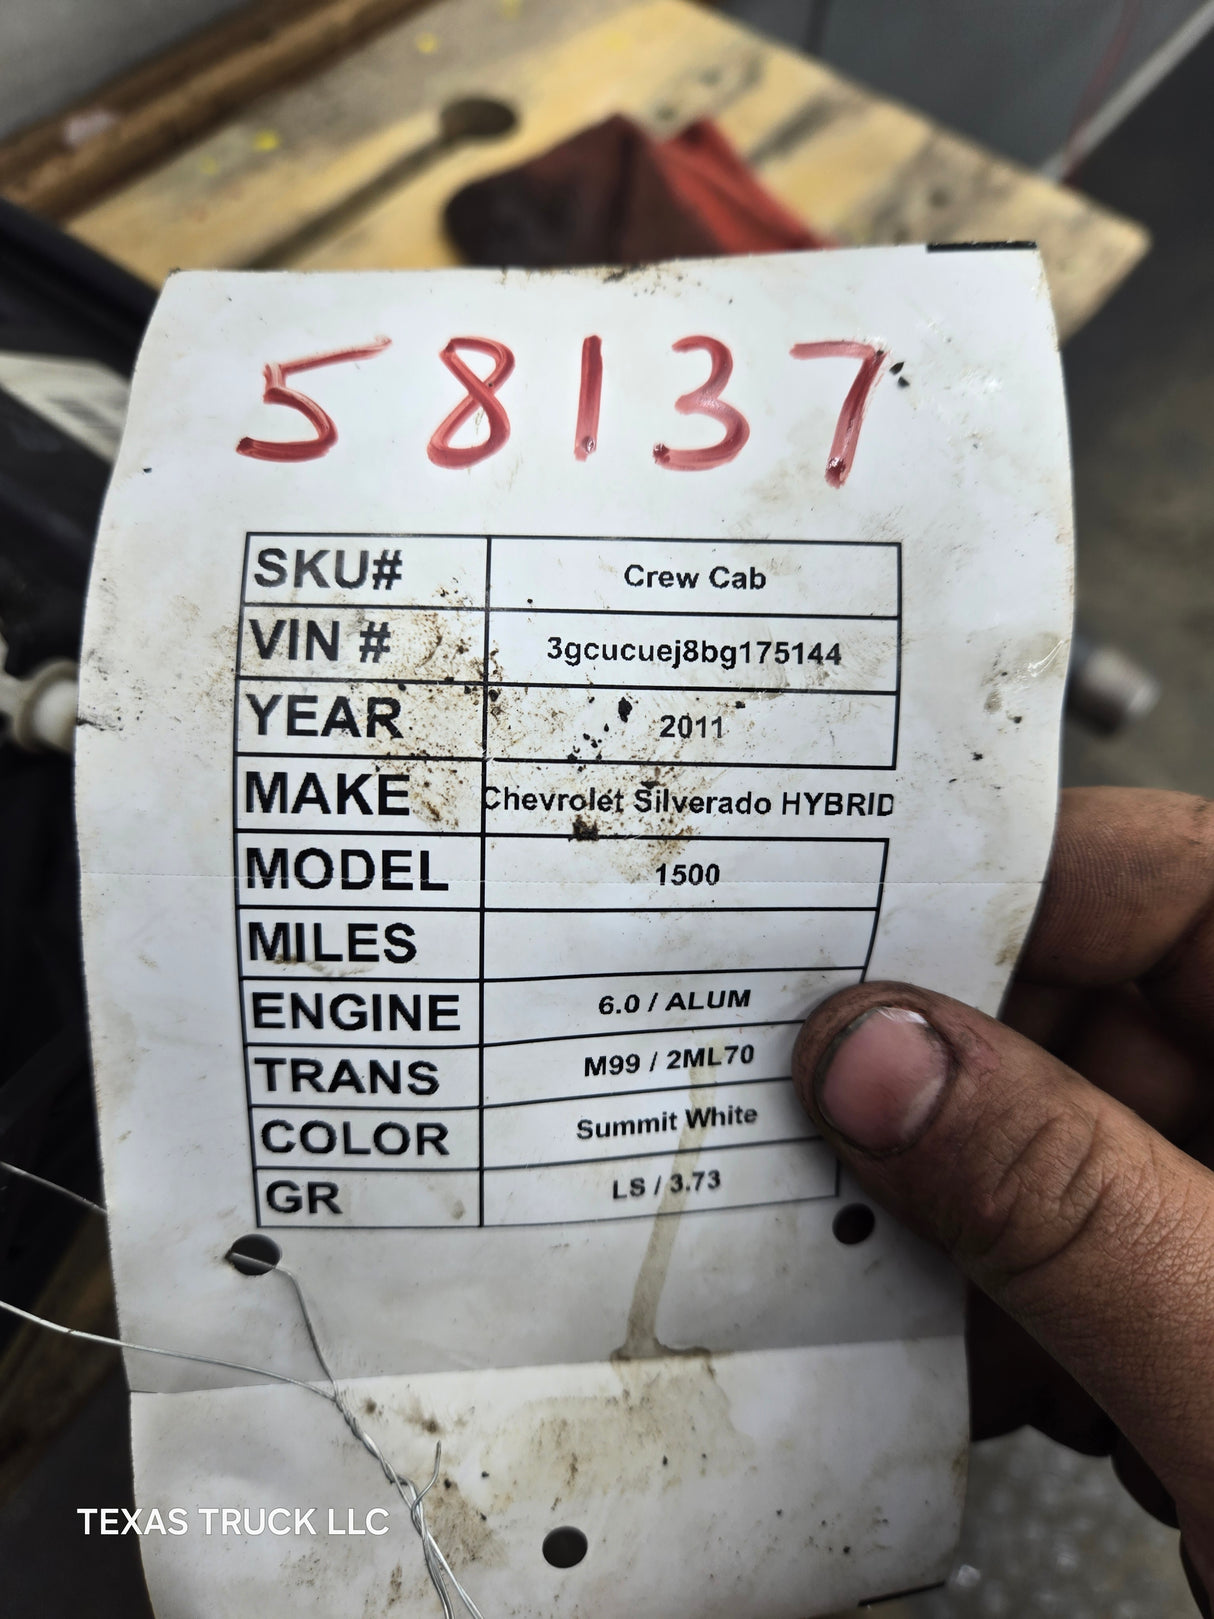 58137
SKU# Crew Cab
VIN # 3gcucuej8bg175144
YEAR 2011
MAKE Chevrolet Silverado HYBRID
MODEL 1500
MILES
ENGINE 6.0 / ALUM
TRANS M99 / 2ML70
COLOR Summit White
GR LS / 3.73
TEXAS TRUCK LLC